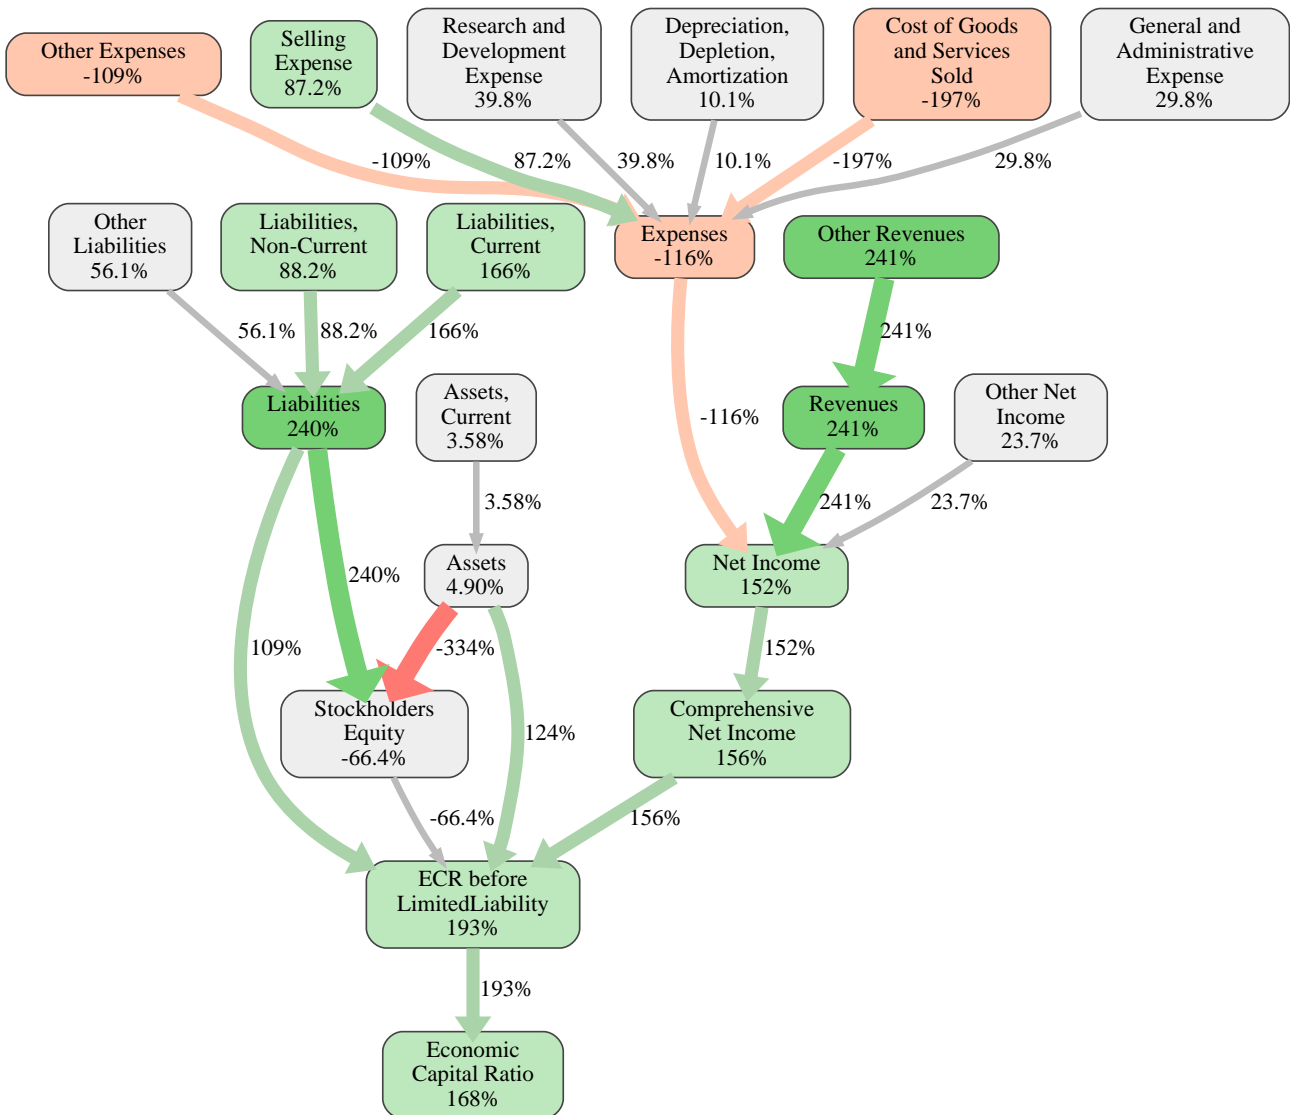 Other Expenses
-109%
Selling
Expense
87.2%
Research and
Development
Expense
39.8%
Depreciation,
Depletion,
Amortization
10.1%
Cost of Goods
and Services
Sold
-197%
General and
Administrative
Expense
29.8%
-109%
87.2%
39.8%
10.1%
-197%
29.8%
Other
Liabilities
56.1%
Liabilities,
Non-Current
88.2%
Liabilities,
Current
166%
Expenses
-116%
Other Revenues
241%
56.1%
88.2%
166%
241%
Liabilities
240%
Assets,
Current
3.58%
-116%
Revenues
241%
Other Net
Income
23.7%
3.58%
241%
23.7%
Assets
4.90%
Net Income
152%
240%
109%
-334%
152%
Stockholders
Equity
-66.4%
124%
Comprehensive
Net Income
156%
-66.4%
156%
ECR before
LimitedLiability
193%
193%
Economic
Capital Ratio
168%